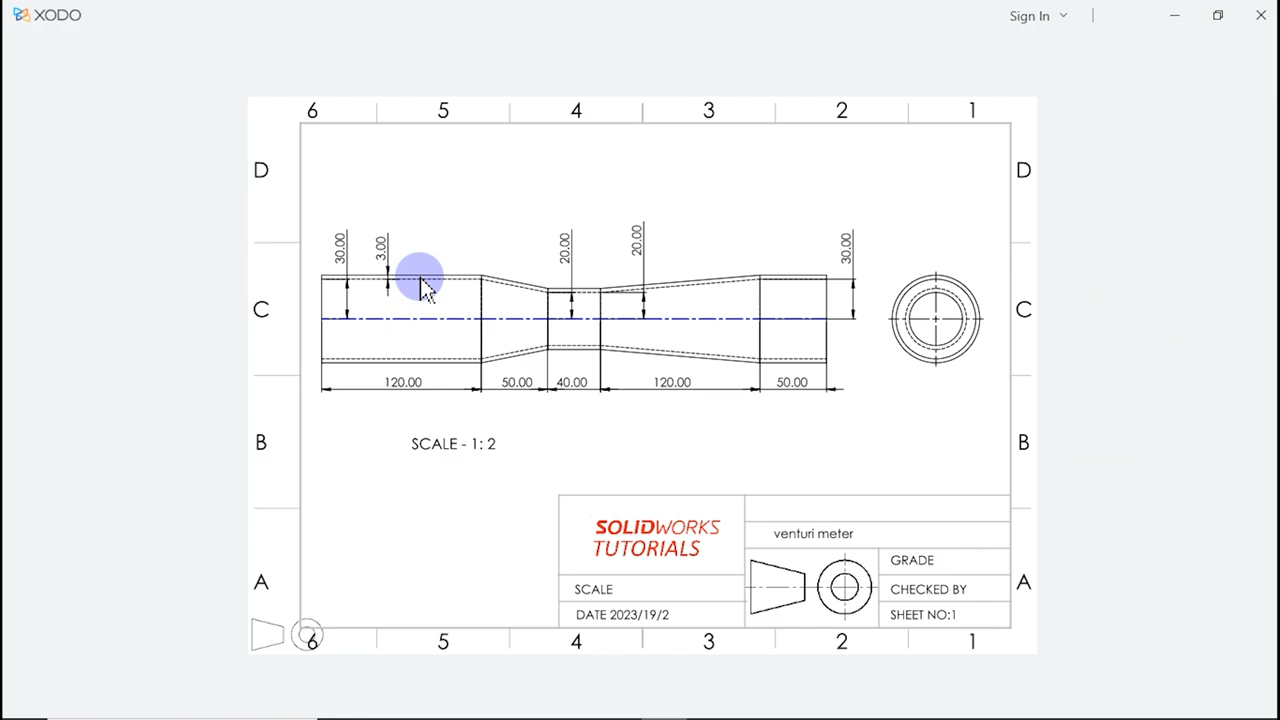 XODO
Sign In
6 5 4 3 2 1
D D
30.00 3.00 20.00 20.00 30.00
C C
120.00 50.00 40.00 120.00 50.00
B SCALE - 1: 2 B
SOLIDWORKS
TUTORIALS
venturi meter
GRADE
A SCALE CHECKED BY A
DATE 2023/19/2 SHEET NO:1
6 5 4 3 2 1